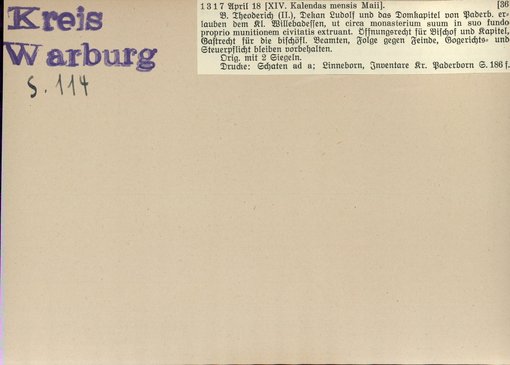 Kreis
Warburg
S. 114
1317 April 18 [XIV. Kalendas mensis Maii]. [36
B. Theoderich (II.), Dekan Ludolf und das Domkapitel von Paderb. er-
lauben dem Kl. Willebadessen, ut circa monasterium suum in suo fundo
proprio munitionem civitatis extruant. Öffnungsrecht für Bischof und Kapitel,
Gastrecht für die bischöfl. Beamten, Folge gegen Feinde, Gogerichts- und
Steuerpflicht bleiben vorbehalten.
Orig. mit 2 Siegeln.
Drucke: Schaten ad a; Linneborn, Inventare Kr. Paderborn S. 186 f.